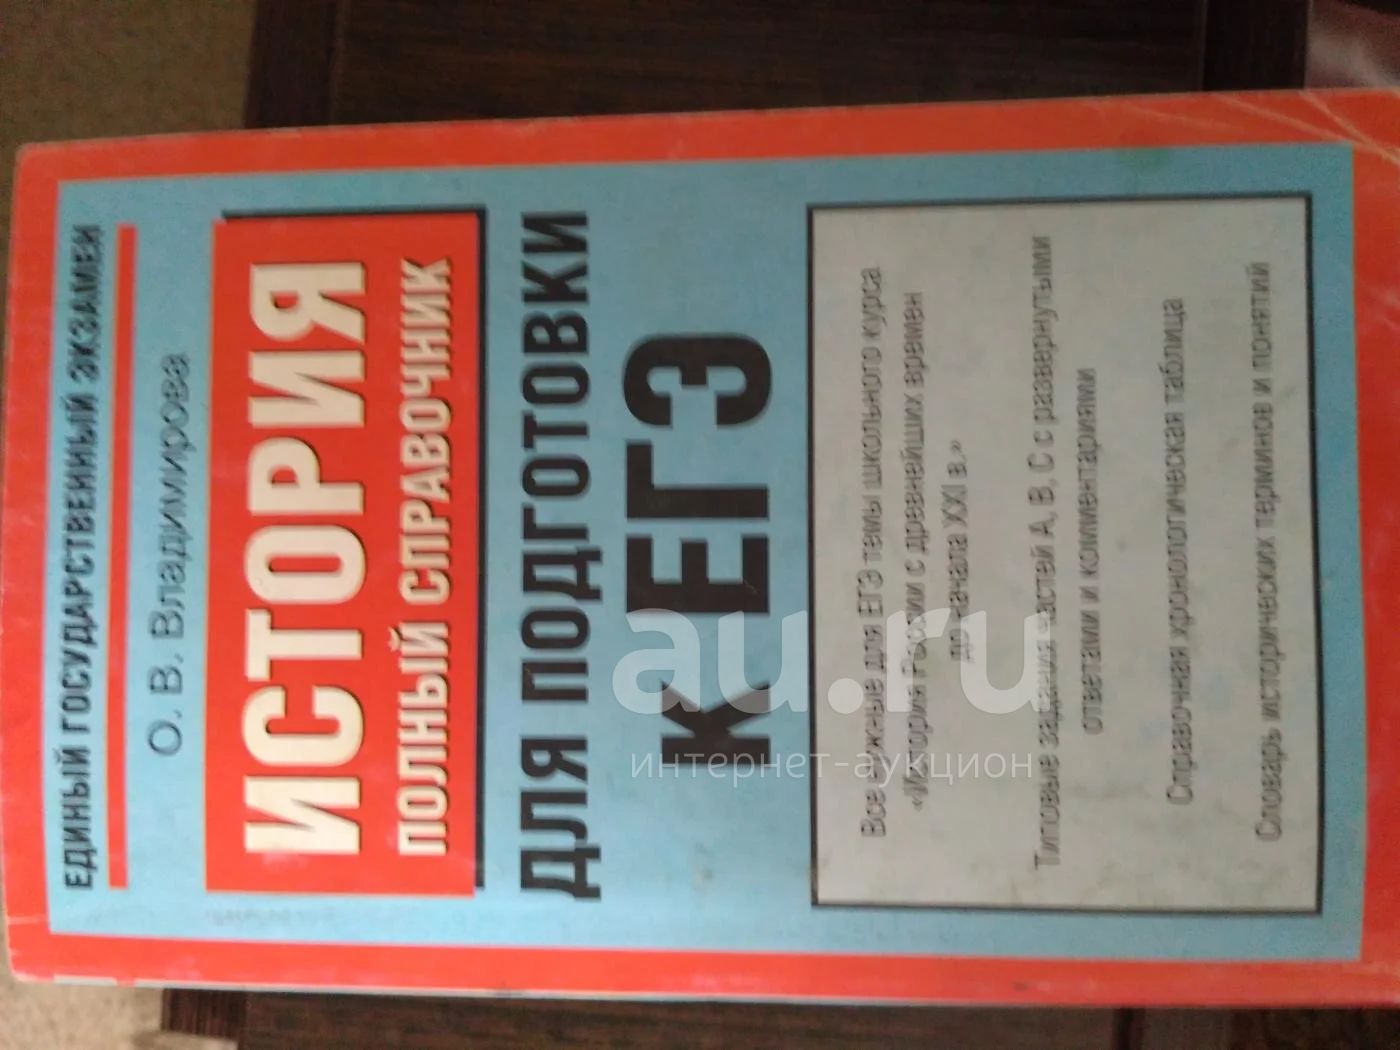 ЕДИНЫЙ ГОСУДАРСТВЕННЫЙ ЭКЗАМЕН
О. В. Владимирова
ИСТОРИЯ
ПОЛНЫЙ СПРАВОЧНИК
ДЛЯ ПОДГОТОВКИ
К ЕГЭ
Все нужные для ЕГЭ темы школьного курса
«История России с древнейших времен
до начала XXI в.»
Типовые задания частей А, В, С с развернутыми
ответами и комментариями
Справочная хронологическая таблица
Словарь исторических терминов и понятий
au.ru
интернет-аукцион